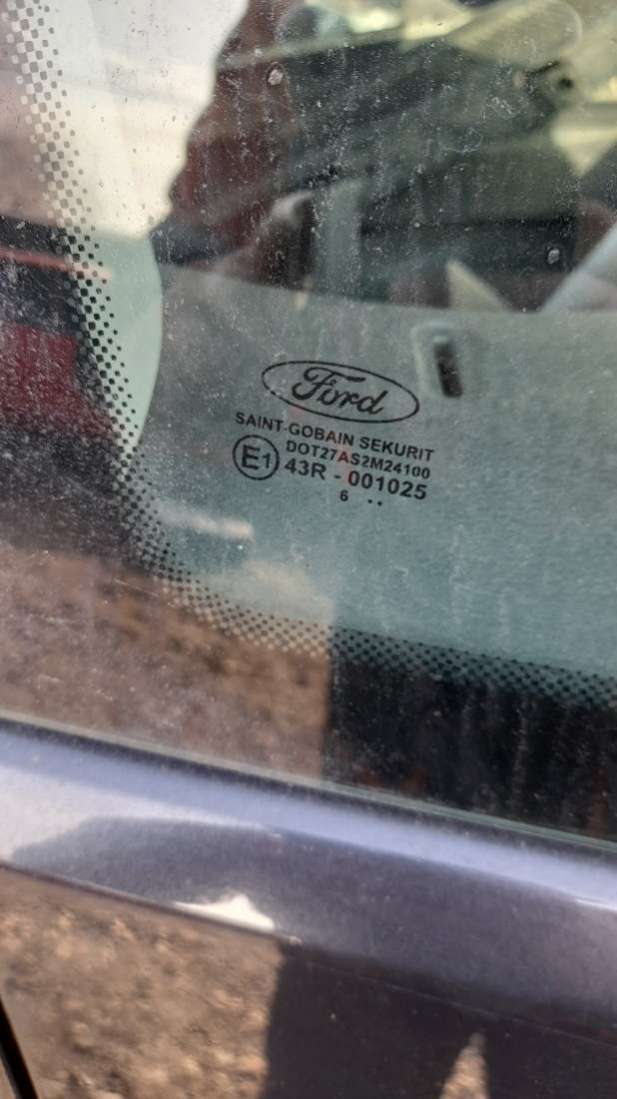 Ford
SAINT-GOBAIN SEKURIT
DOT27AS2M24100
E1
43R - 001025
6 ..